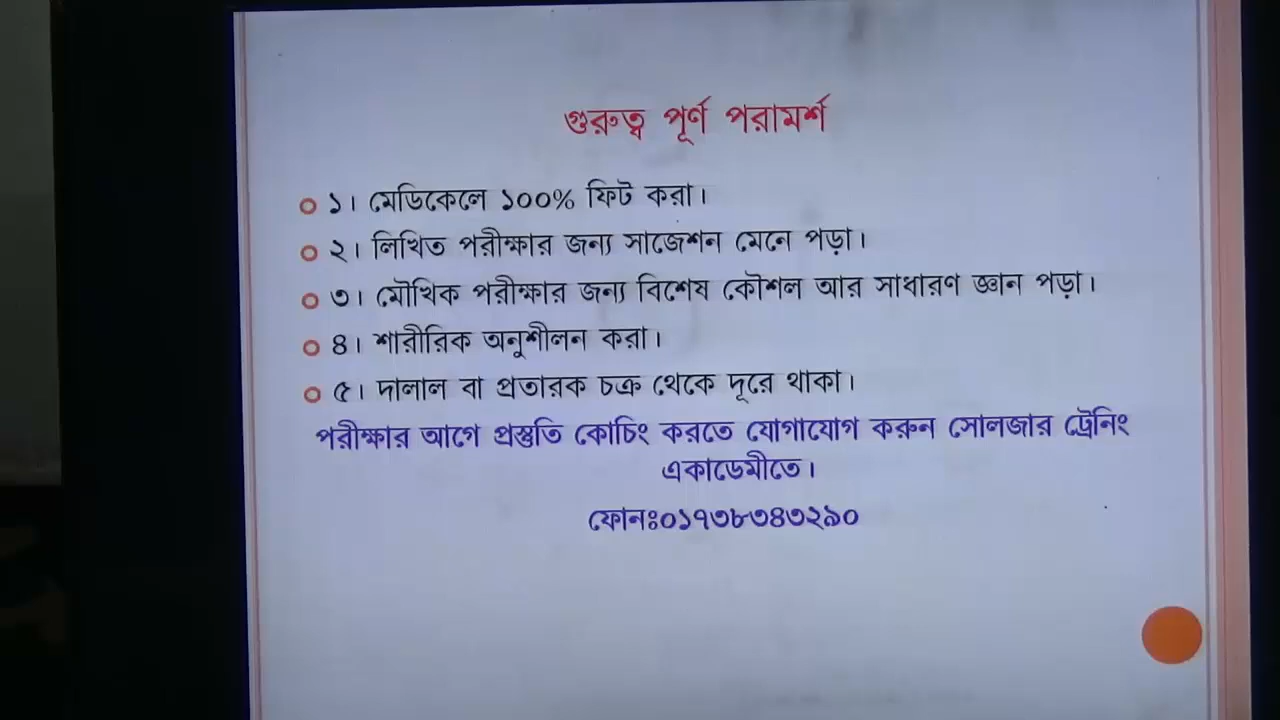 গুরুত্ব পূর্ণ পরামর্শ
১। মেডিকেলে ১০০% ফিট করা।
২। লিখিত পরীক্ষার জন্য সাজেশন মেনে পড়া।
৩। মৌখিক পরীক্ষার জন্য বিশেষ কৌশল আর সাধারণ জ্ঞান পড়া।
৪। শারীরিক অনুশীলন করা।
৫। দালাল বা প্রতারক চক্র থেকে দূরে থাকা।
পরীক্ষার আগে প্রস্তুতি কোচিং করতে যোগাযোগ করুন সোলজার ট্রেনিং
একাডেমীতে।
ফোনঃ০১৭৩৮৩৪৩২৯০